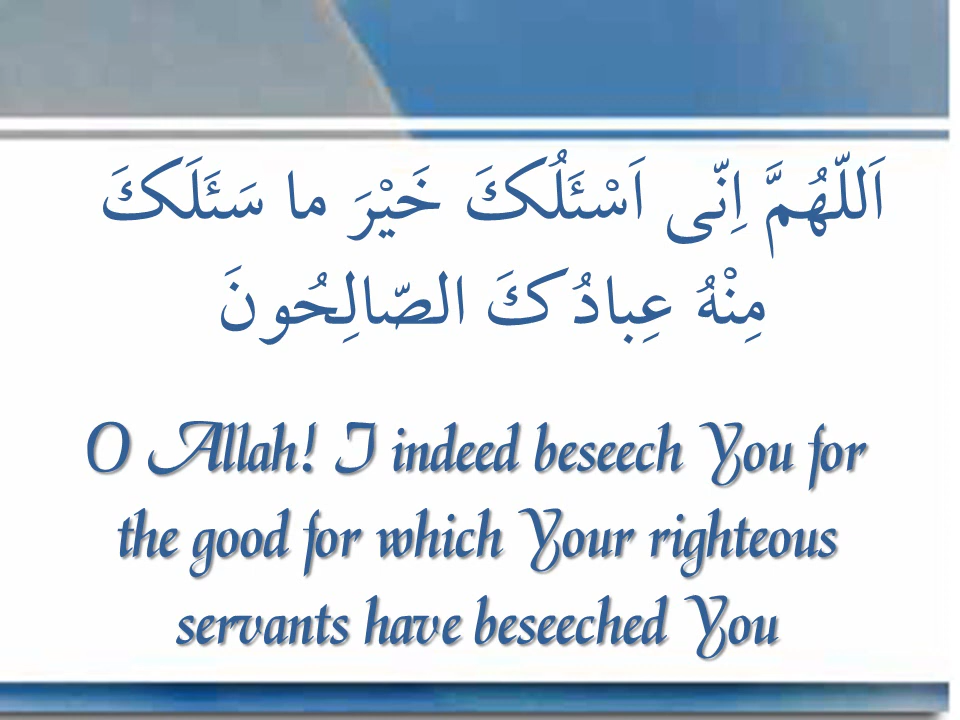 اَللّهُمَّ اِنّى اَسْئَلُكَ خَيْرَ ما سَئَلَكَ
مِنْهُ عِبادُكَ الصّالِحُونَ
O Allah! I indeed beseech You for
the good for which Your righteous
servants have beseeched You